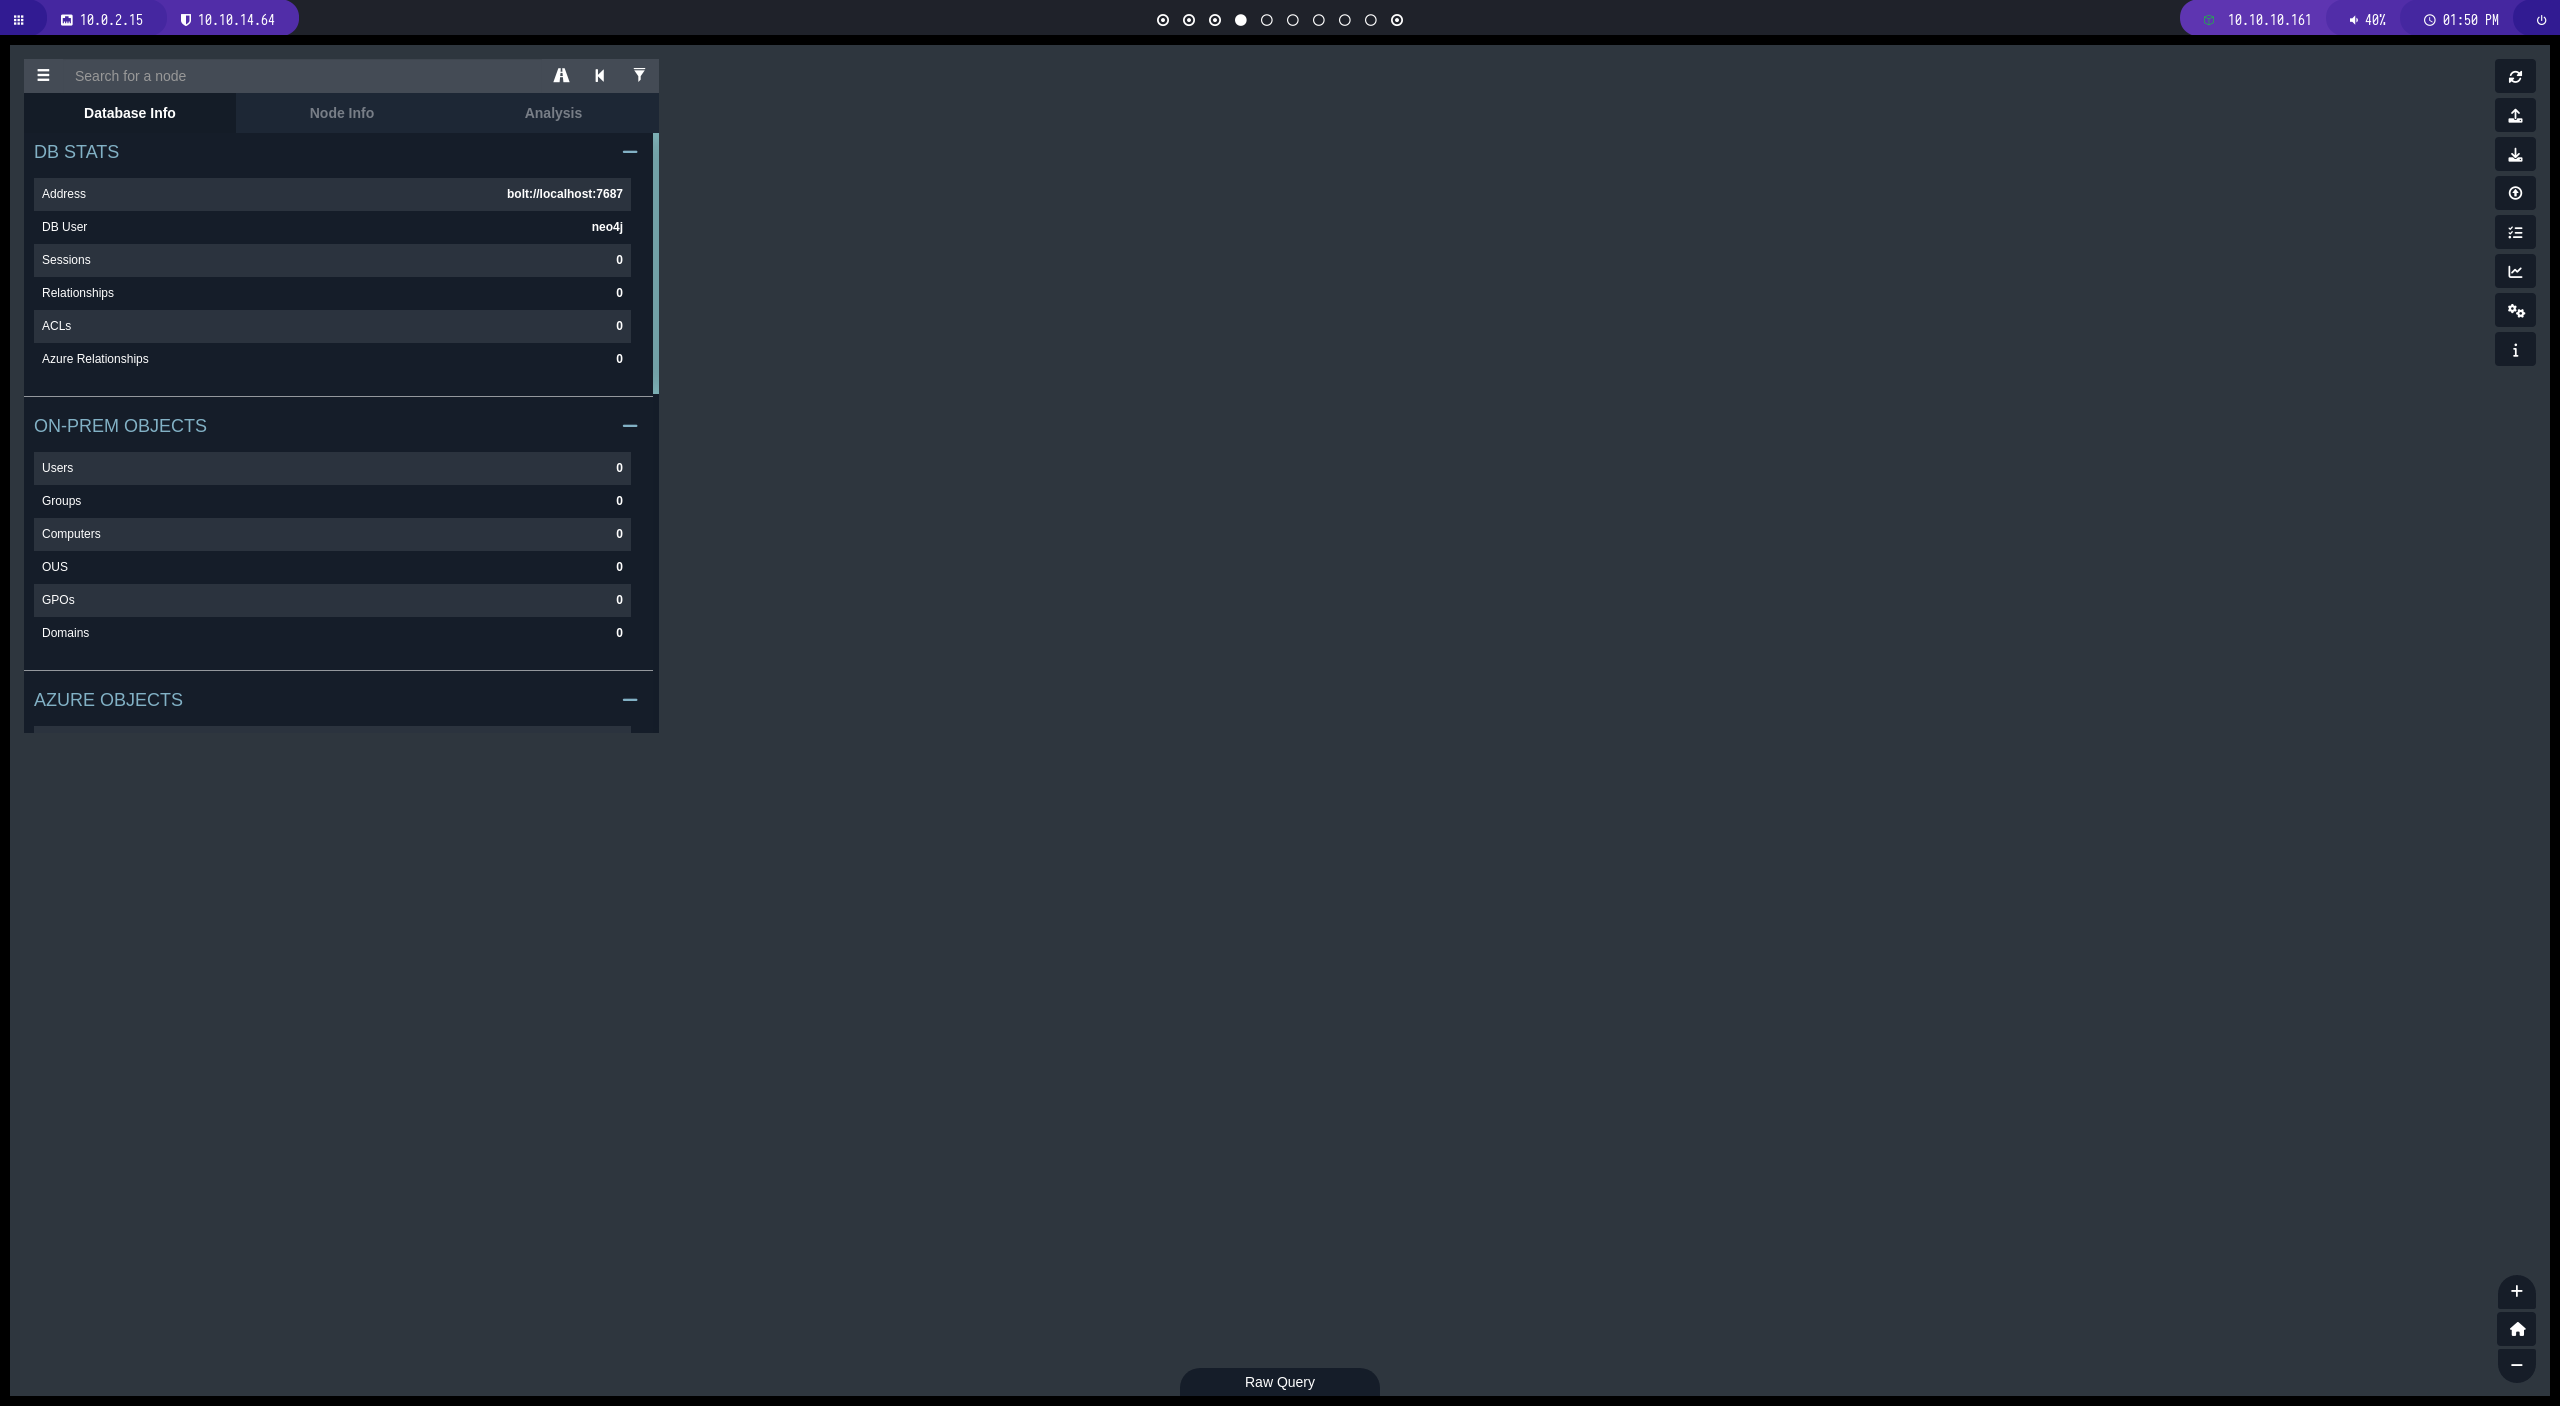 10.0.2.15 10.10.14.64 10.10.10.161 40% 01:50 PM
Search for a node
Database Info Node Info Analysis
DB STATS
Address bolt://localhost:7687
DB User neo4j
Sessions 0
Relationships 0
ACLs 0
Azure Relationships 0
ON-PREM OBJECTS
Users 0
Groups 0
Computers 0
OUS 0
GPOs 0
Domains 0
AZURE OBJECTS
Raw Query